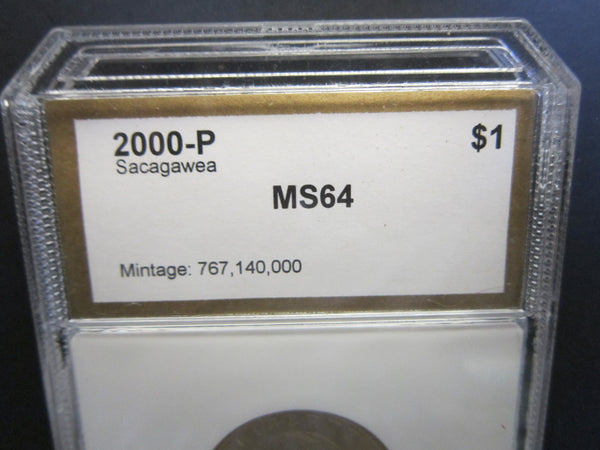 2000-P $1
Sacagawea
MS64
Mintage: 767,140,000